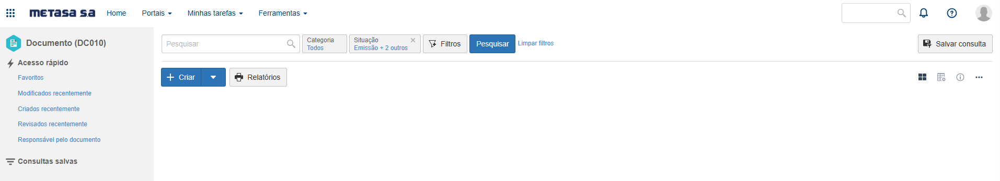 METASA S.A Home Portais Minhas tarefas Ferramentas
Documento (DC010)
Acesso rápido
Favoritos
Modificados recentemente
Criados recentemente
Revisados recentemente
Responsável pelo documento
Consultas salvas
Pesquisar
Categoria
Todos
Situação
Emissão + 2 outros
Filtros
Pesquisar
Limpar filtros
Salvar consulta
Criar
Relatórios